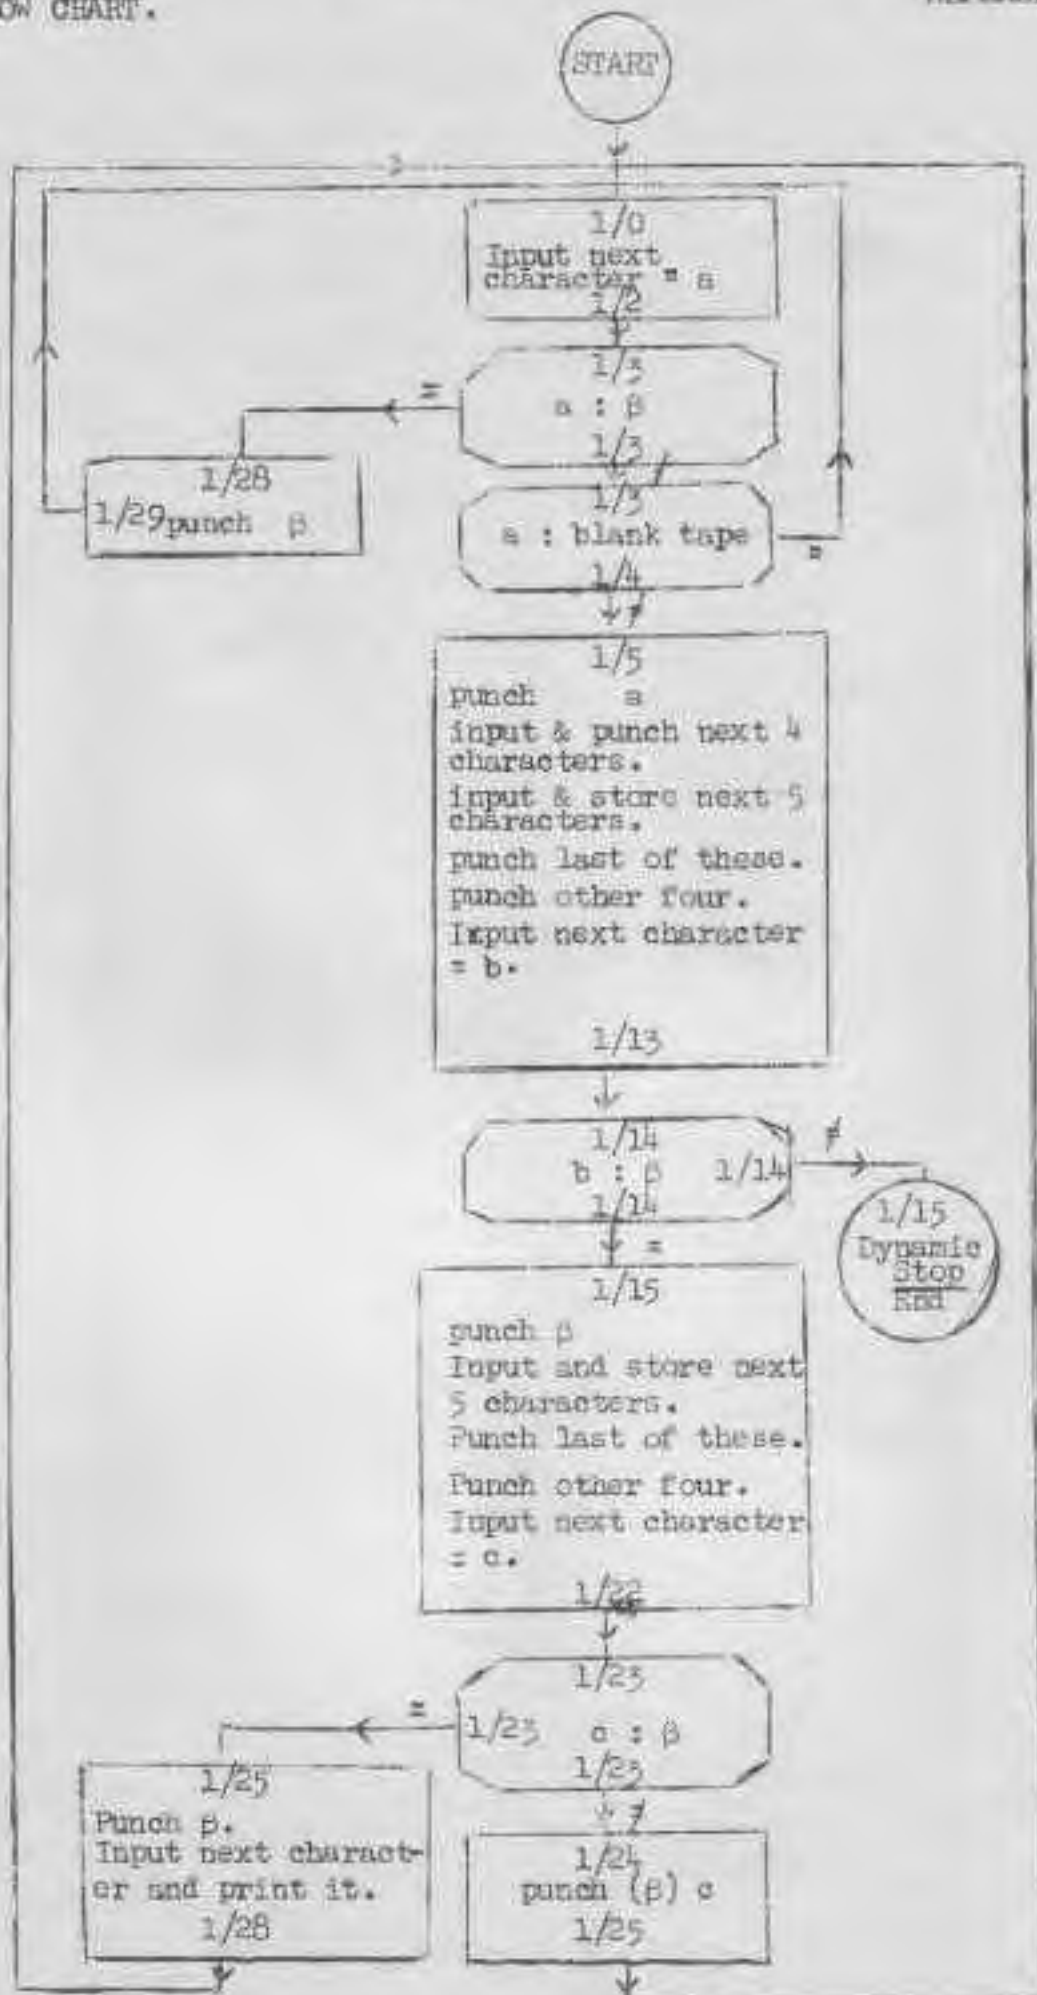 OW CHART.
START
1/0
Input next
character = a
1/2
1/3
a : β
1/3
=
1/28
1/29 punch β
≠
1/3
a : blank tape
1/4
=
≠
1/5
punch a
input & punch next 4
characters.
input & store next 5
characters.
punch last of these.
punch other four.
Input next character
= b.
1/13
1/14
b : β 1/14
1/14
≠
=
1/15
Dynamic
Stop
End
1/15
punch β
Input and store next
5 characters.
Punch last of these.
Punch other four.
Input next character
= c.
1/22
1/23
1/23 c : β
1/23
=
≠
1/25
Punch β.
Input next charact-
er and print it.
1/28
1/24
punch (β) c
1/25